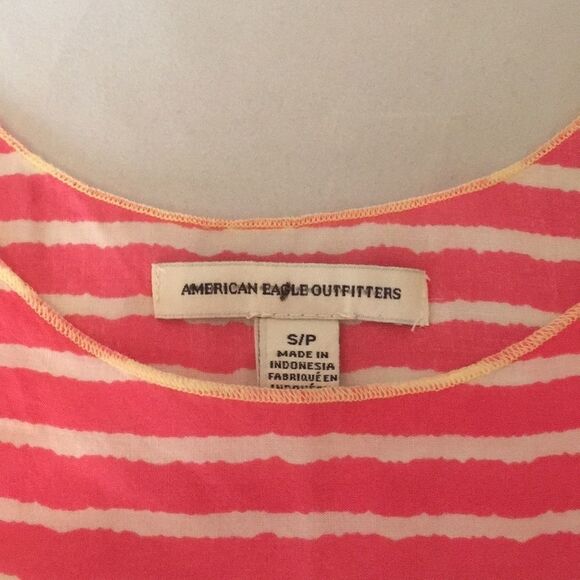 AMERICAN EAGLE OUTFITTERS
S/P
MADE IN
INDONESIA
FABRIQUÉ EN